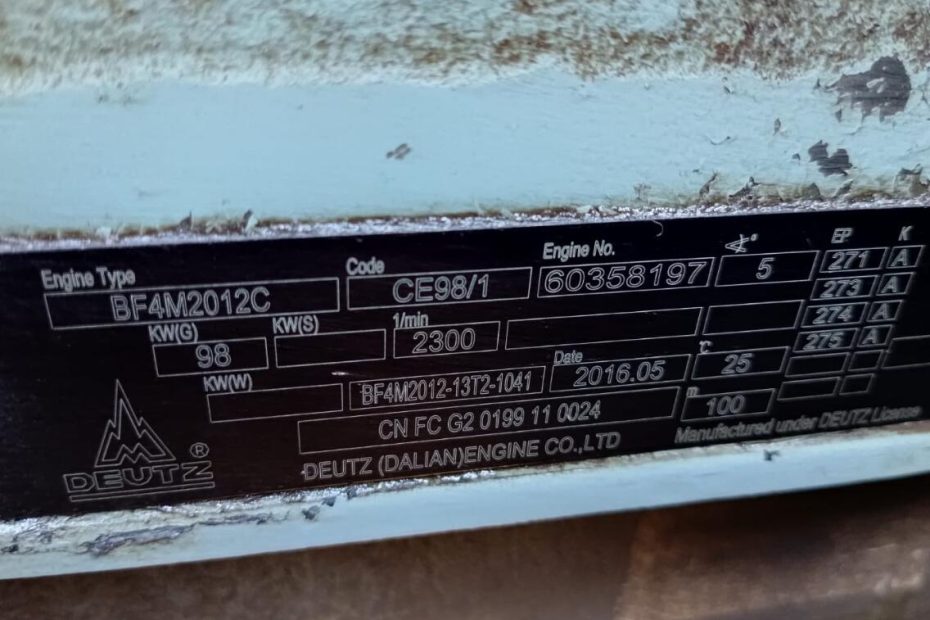 Engine Type Code Engine No. ∢° EP K
BF4M2012C CE98/1 60358197 5 271 A
KW(G) KW(S) 1/min 273 A
98 2300 274 A
KW(W) Date °C 275 A
BF4M2012-13T2-1041 2016.05 25
CN FC G2 0199 11 0024 m 100
DEUTZ ® DEUTZ (DALIAN)ENGINE CO.,LTD Manufactured under DEUTZ License